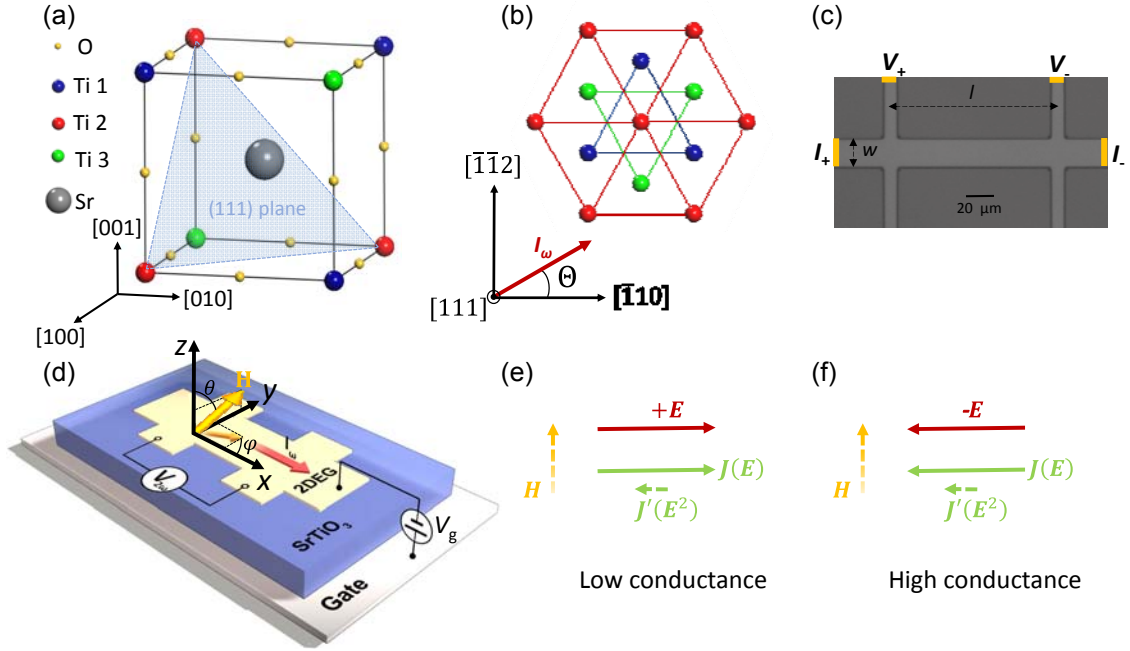 (a)
O
Ti 1
Ti 2
Ti 3
Sr
(111) plane
[001]
[010]
[100]
(b)
[1̅1̅2]
I_ω
Θ
[111]
[1̅10]
(c)
V₊
V₋
l
I₊
w
I₋
20 μm
(d)
z
θ
H
y
φ
I_ω
x
V_2ω
2DEG
SrTiO₃
V_g
Gate
(e)
+E
H
J(E)
J′(E²)
Low conductance
(f)
-E
H
J(E)
J′(E²)
High conductance